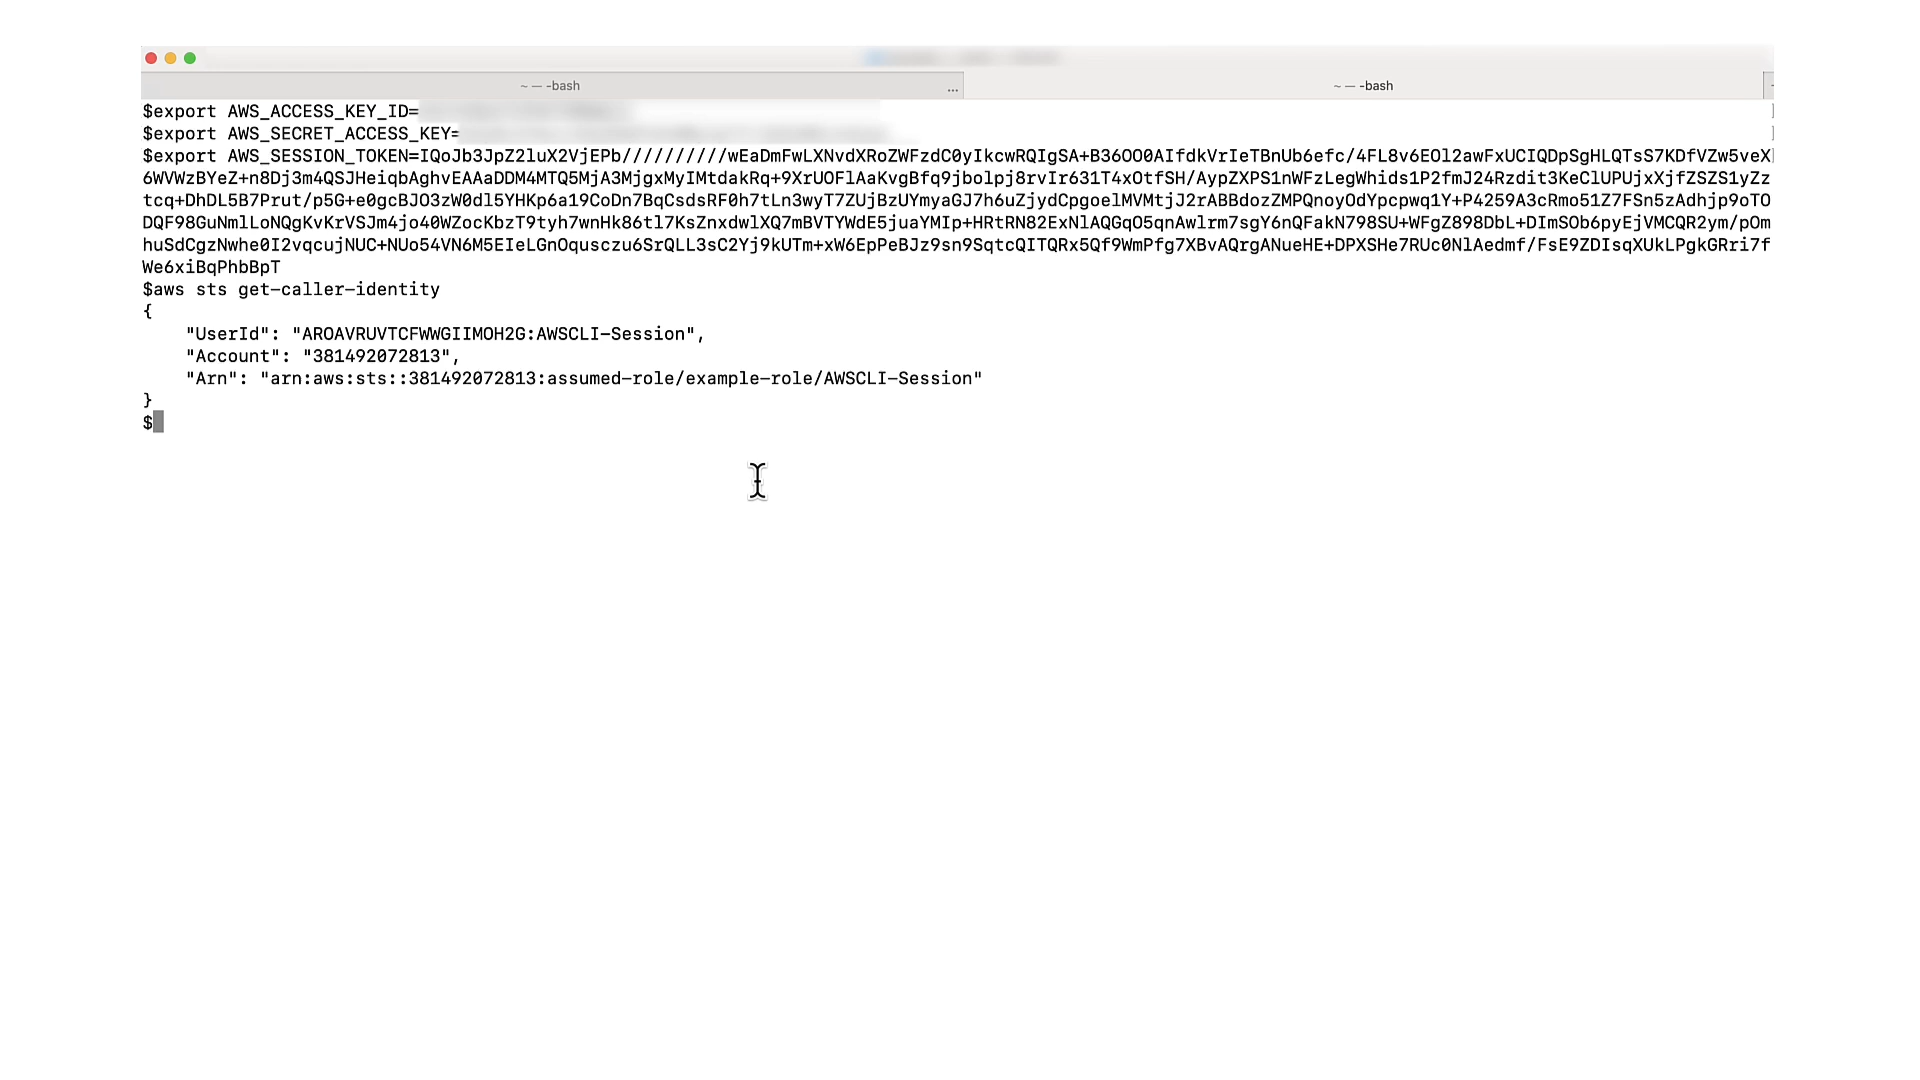 ~ — -bash
...
~ — -bash
$export AWS_ACCESS_KEY_ID=
$export AWS_SECRET_ACCESS_KEY=
$export AWS_SESSION_TOKEN=IQoJb3JpZ2luX2VjEPb//////////wEaDmFwLXNvdXRoZWFzdC0yIkcwRQIgSA+B36OO0AIfdkVrIeTBnUb6efc/4FL8v6EOl2awFxUCIQDpSgHLQTsS7KDfVZw5veX
6WVWzBYeZ+n8Dj3m4QSJHeiqbAghvEAAaDDM4MTQ5MjA3MjgxMyIMtdakRq+9XrUOFlAaKvgBfq9jbolpj8rvIr631T4xOtfSH/AypZXPS1nWFzLegWhids1P2fmJ24Rzdit3KeClUPUjxXjfZSZS1yZz
tcq+DhDL5B7Prut/p5G+e0gcBJO3zW0dl5YHKp6a19CoDn7BqCsdsRF0h7tLn3wyT7ZUjBzUYmyaGJ7h6uZjydCpgoelMVMtjJ2rABBdozZMPQnoyOdYpcpwq1Y+P4259A3cRmo51Z7FSn5zAdhjp9oTO
DQF98GuNmlLoNQgKvKrVSJm4jo40WZocKbzT9tyh7wnHk86tl7KsZnxdwlXQ7mBVTYWdE5juaYMIp+HRtRN82ExNlAQGqO5qnAwlrm7sgY6nQFakN798SU+WFgZ898DbL+DImSOb6pyEjVMCQR2ym/pOm
huSdCgzNwhe0I2vqcujNUC+NUo54VN6M5EIeLGnOqusczu6SrQLL3sC2Yj9kUTm+xW6EpPeBJz9sn9SqtcQITQRx5Qf9WmPfg7XBvAQrgANueHE+DPXSHe7RUc0NlAedmf/FsE9ZDIsqXUkLPgkGRri7f
We6xiBqPhbBpT
$aws sts get-caller-identity
{
    "UserId": "AROAVRUVTCFWWGIIMOH2G:AWSCLI-Session",
    "Account": "381492072813",
    "Arn": "arn:aws:sts::381492072813:assumed-role/example-role/AWSCLI-Session"
}
$